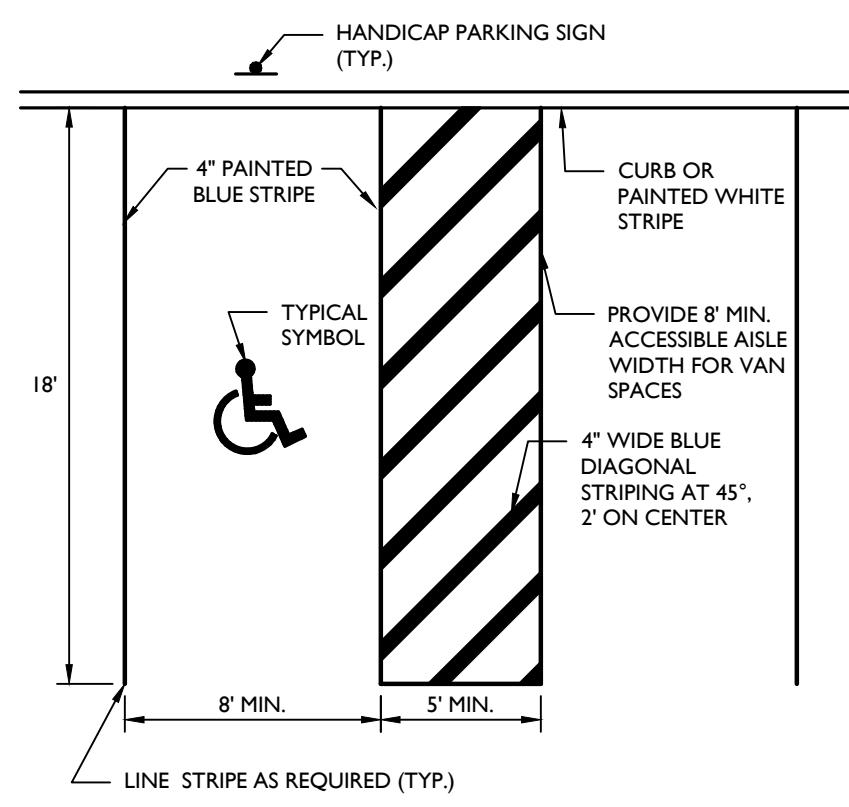 HANDICAP PARKING SIGN
(TYP.)
4" PAINTED
BLUE STRIPE
CURB OR
PAINTED WHITE
STRIPE
TYPICAL
SYMBOL
PROVIDE 8' MIN.
ACCESSIBLE AISLE
WIDTH FOR VAN
SPACES
18'
4" WIDE BLUE
DIAGONAL
STRIPING AT 45°,
2' ON CENTER
8' MIN.
5' MIN.
LINE STRIPE AS REQUIRED (TYP.)